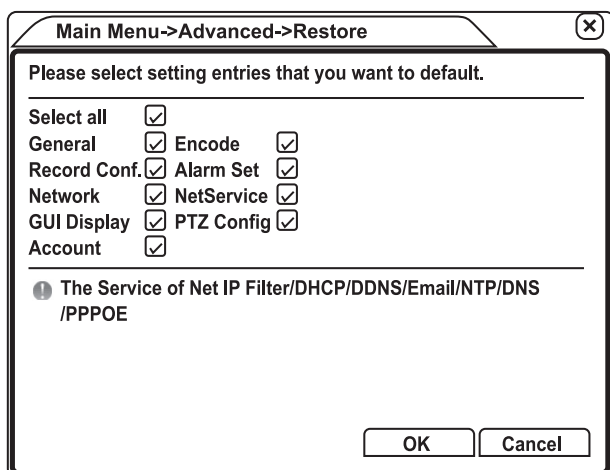 Main Menu->Advanced->Restore
Please select setting entries that you want to default.
Select all
General Encode
Record Conf. Alarm Set
Network NetService
GUI Display PTZ Config
Account
The Service of Net IP Filter/DHCP/DDNS/Email/NTP/DNS
/PPPOE
OK Cancel